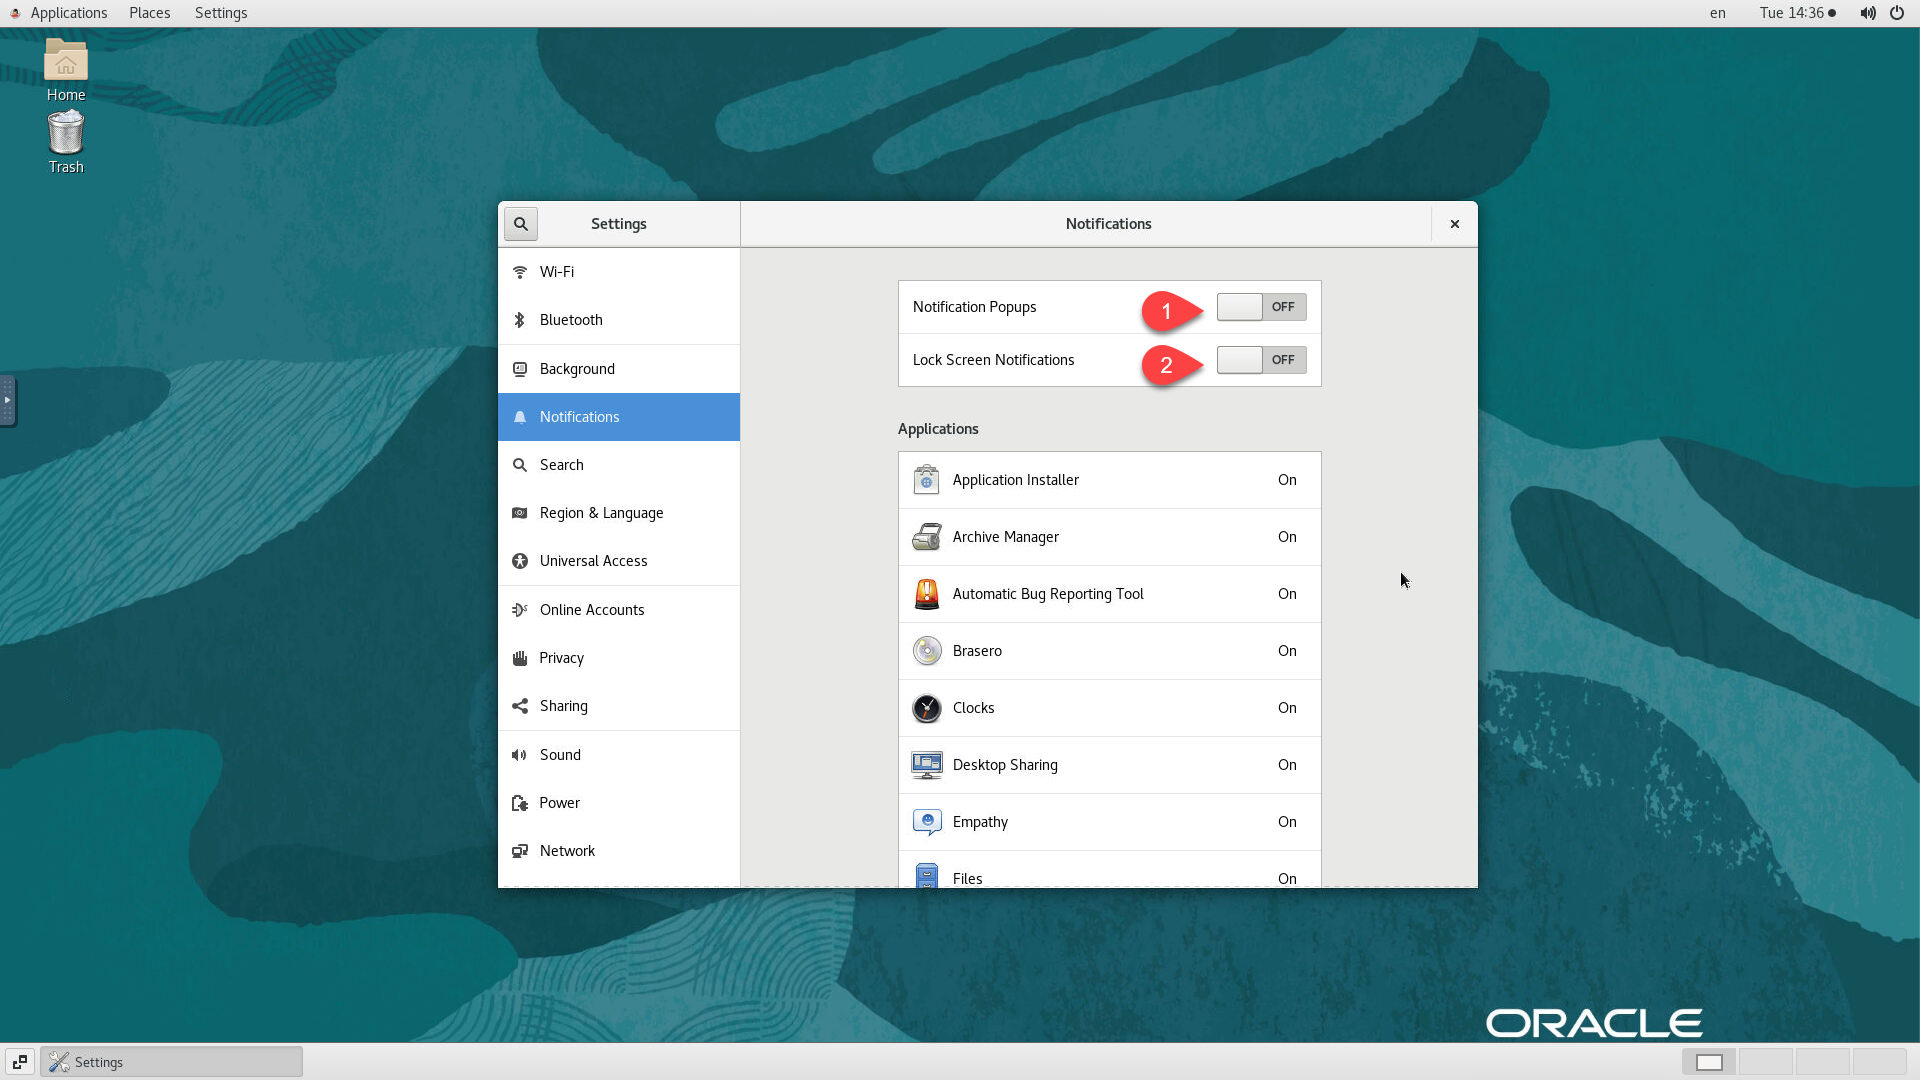 Applications Places Settings
en Tue 14:36
Home
Trash
Settings
Notifications
Wi-Fi
Bluetooth
Background
Notifications
Search
Region & Language
Universal Access
Online Accounts
Privacy
Sharing
Sound
Power
Network
Notification Popups 1 OFF
Lock Screen Notifications 2 OFF
Applications
Application Installer On
Archive Manager On
Automatic Bug Reporting Tool On
Brasero On
Clocks On
Desktop Sharing On
Empathy On
Files On
ORACLE
Settings